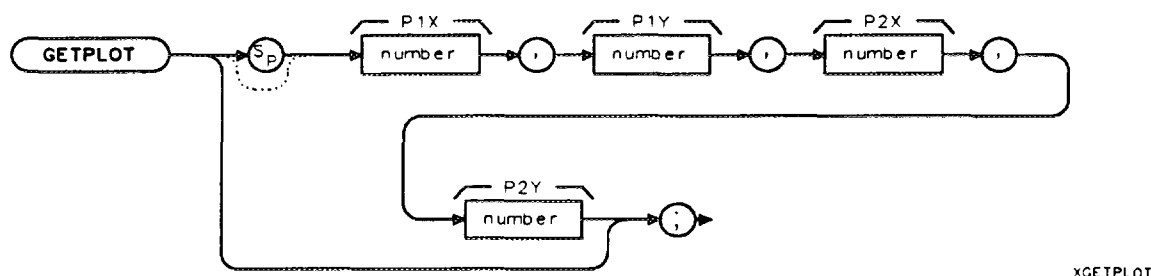 P1X P1Y P2X
GETPLOT SP number , number , number ,
P2Y
number ;
XGETPLOT